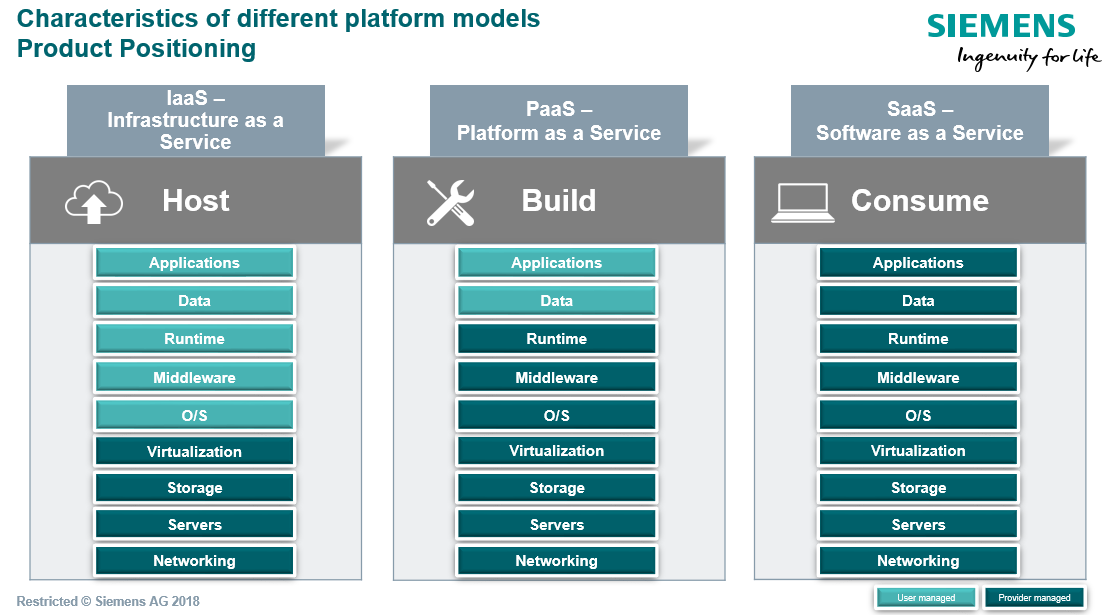 Characteristics of different platform models
Product Positioning
SIEMENS
Ingenuity for life
IaaS –
Infrastructure as a
Service
Host
Applications
Data
Runtime
Middleware
O/S
Virtualization
Storage
Servers
Networking
PaaS –
Platform as a Service
Build
Applications
Data
Runtime
Middleware
O/S
Virtualization
Storage
Servers
Networking
SaaS –
Software as a Service
Consume
Applications
Data
Runtime
Middleware
O/S
Virtualization
Storage
Servers
Networking
Restricted © Siemens AG 2018
User managed
Provider managed